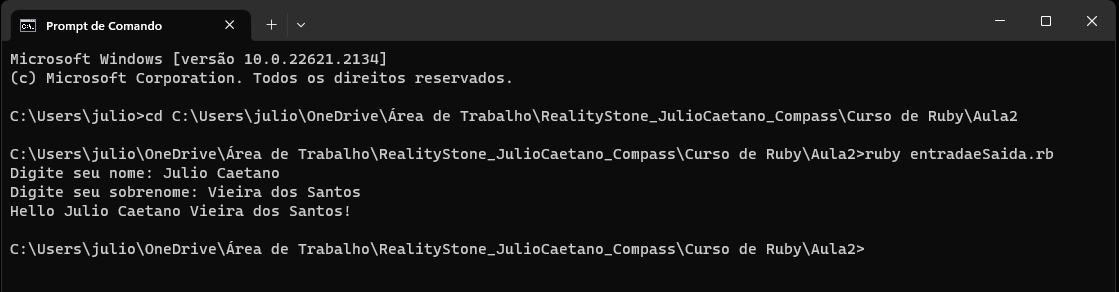 Prompt de Comando
Microsoft Windows [versão 10.0.22621.2134]
(c) Microsoft Corporation. Todos os direitos reservados.
C:\Users\julio>cd C:\Users\julio\OneDrive\Área de Trabalho\RealityStone_JulioCaetano_Compass\Curso de Ruby\Aula2
C:\Users\julio\OneDrive\Área de Trabalho\RealityStone_JulioCaetano_Compass\Curso de Ruby\Aula2>ruby entradaeSaida.rb
Digite seu nome: Julio Caetano
Digite seu sobrenome: Vieira dos Santos
Hello Julio Caetano Vieira dos Santos!
C:\Users\julio\OneDrive\Área de Trabalho\RealityStone_JulioCaetano_Compass\Curso de Ruby\Aula2>